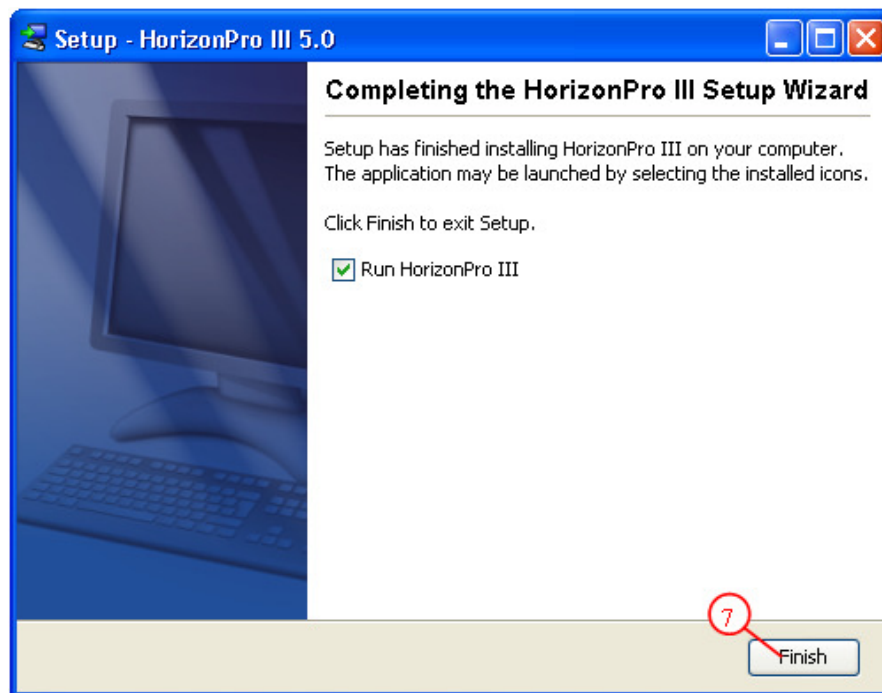 Setup - HorizonPro III 5.0
Completing the HorizonPro III Setup Wizard
Setup has finished installing HorizonPro III on your computer.
The application may be launched by selecting the installed icons.
Click Finish to exit Setup.
Run HorizonPro III
7
Finish